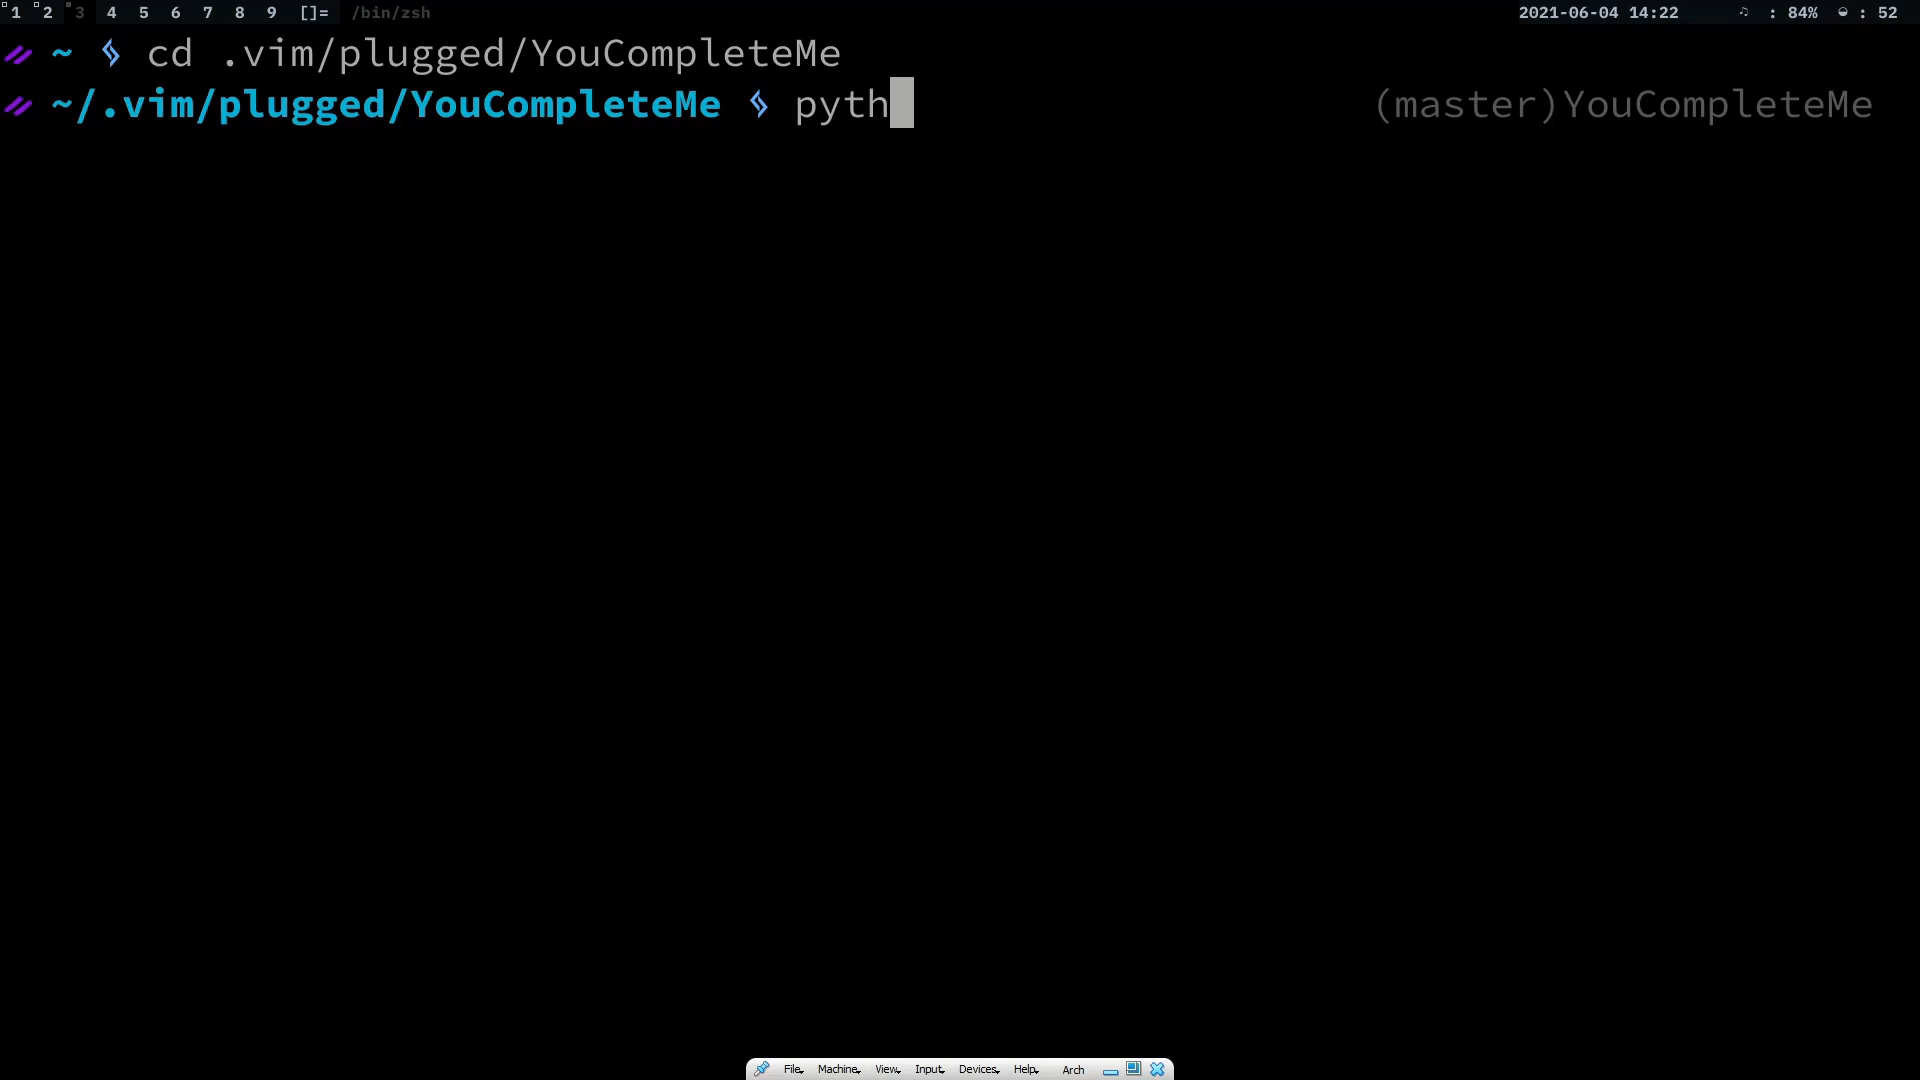 1 2 3 4 5 6 7 8 9 []= /bin/zsh 2021-06-04 14:22 ♫ : 84% : 52
~ cd .vim/plugged/YouCompleteMe
~/.vim/plugged/YouCompleteMe pyth (master)YouCompleteMe
File Machine View Input Devices Help Arch